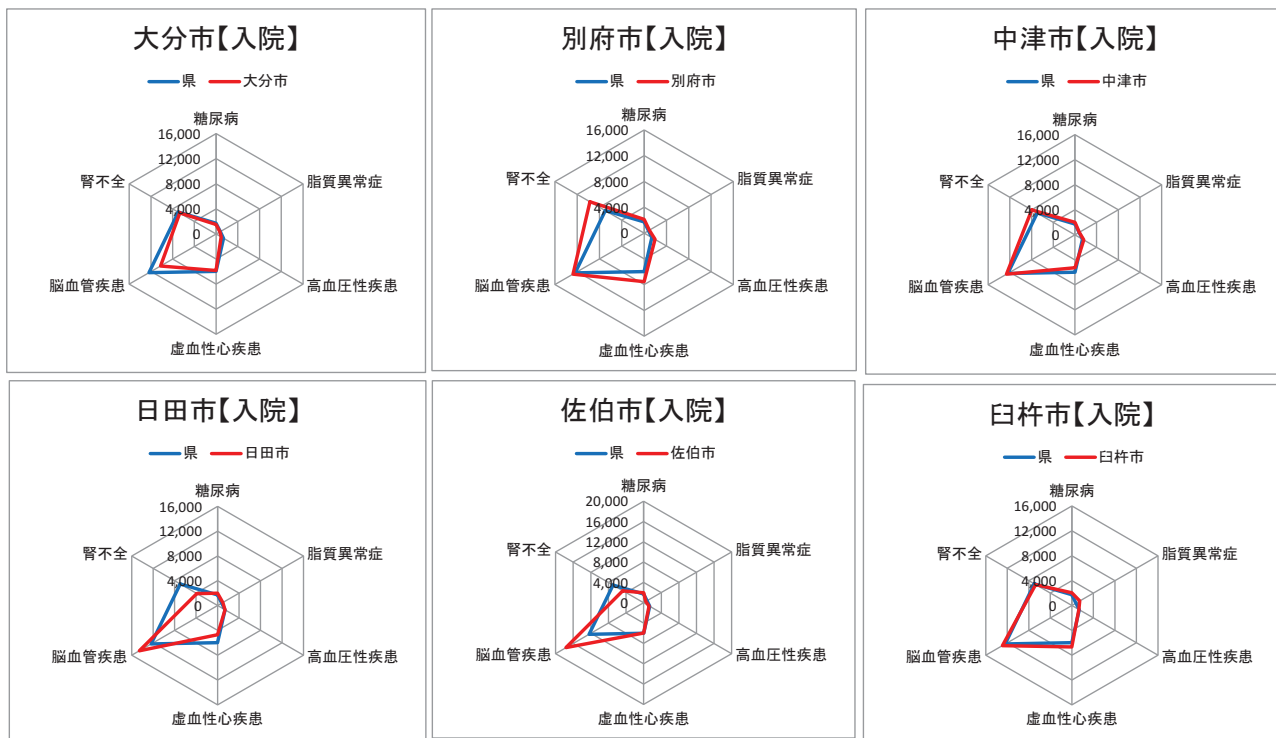 大分市【入院】
県 大分市
糖尿病
16,000
12,000
8,000
4,000
0
脂質異常症
高血圧性疾患
虚血性心疾患
脳血管疾患
腎不全
別府市【入院】
県 別府市
糖尿病
16,000
12,000
8,000
4,000
0
脂質異常症
高血圧性疾患
虚血性心疾患
脳血管疾患
腎不全
中津市【入院】
県 中津市
糖尿病
16,000
12,000
8,000
4,000
0
脂質異常症
高血圧性疾患
虚血性心疾患
脳血管疾患
腎不全
日田市【入院】
県 日田市
糖尿病
16,000
12,000
8,000
4,000
0
脂質異常症
高血圧性疾患
虚血性心疾患
脳血管疾患
腎不全
佐伯市【入院】
県 佐伯市
糖尿病
20,000
16,000
12,000
8,000
4,000
0
脂質異常症
高血圧性疾患
虚血性心疾患
脳血管疾患
腎不全
臼杵市【入院】
県 臼杵市
糖尿病
16,000
12,000
8,000
4,000
0
脂質異常症
高血圧性疾患
虚血性心疾患
脳血管疾患
腎不全